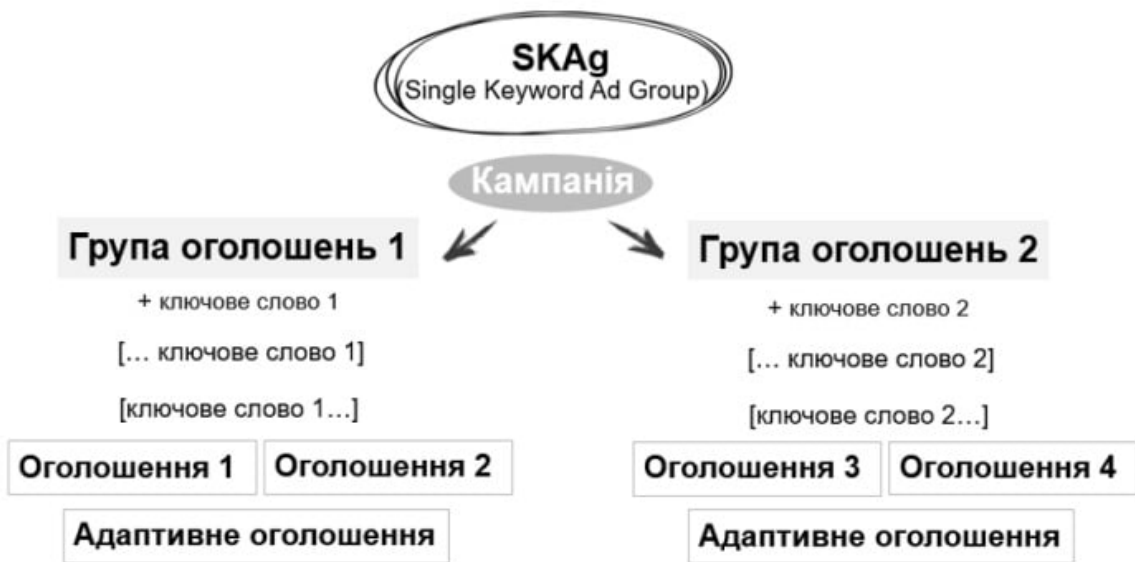 SKAg
(Single Keyword Ad Group)
Кампанія
Група оголошень 1
+ ключове слово 1
[... ключове слово 1]
[ключове слово 1...]
Оголошення 1
Оголошення 2
Адаптивне оголошення
Група оголошень 2
+ ключове слово 2
[... ключове слово 2]
[ключове слово 2...]
Оголошення 3
Оголошення 4
Адаптивне оголошення